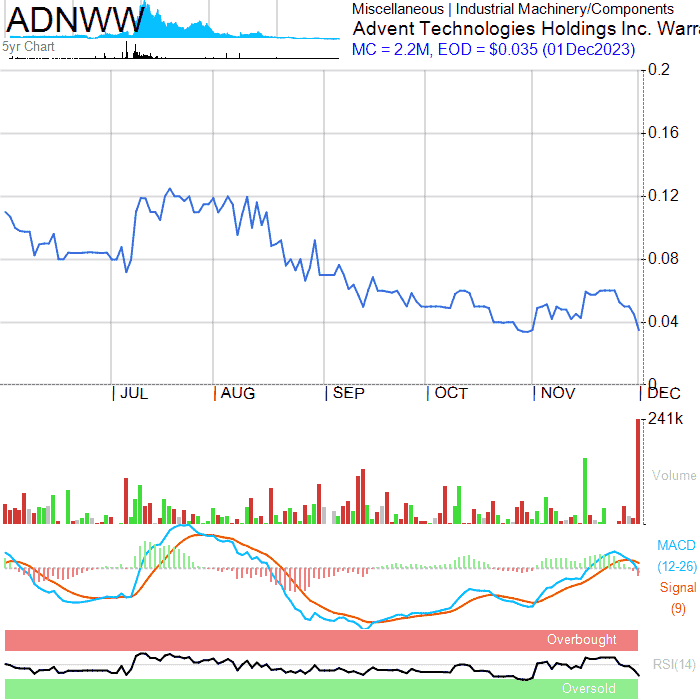 ADNWW
5yr Chart
Miscellaneous | Industrial Machinery/Components
Advent Technologies Holdings Inc. Warra
MC = 2.2M, EOD = $0.035 (01Dec2023)
0.2
0.16
0.12
0.08
0.04
0
| JUL | AUG | SEP | OCT | NOV | DEC
241k
Volume
MACD
(12-26)
Signal
(9)
Overbought
RSI(14)
Oversold